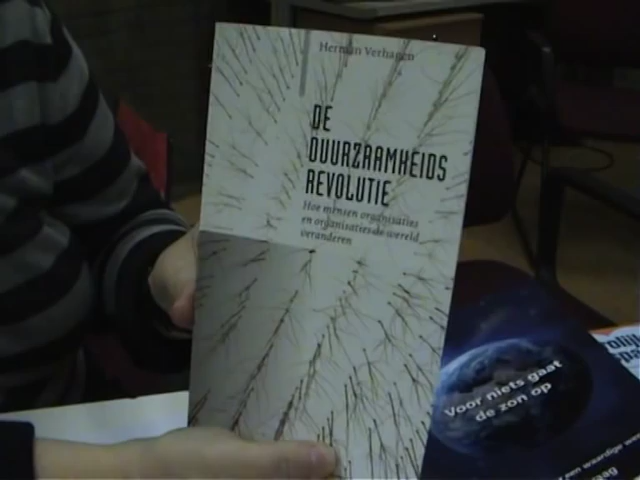 Herman Verhagen
DE
DUURZAAMHEIDS
REVOLUTIE
Hoe mensen organisaties
en organisaties de wereld
veranderen
Voor niets gaat
de zon op